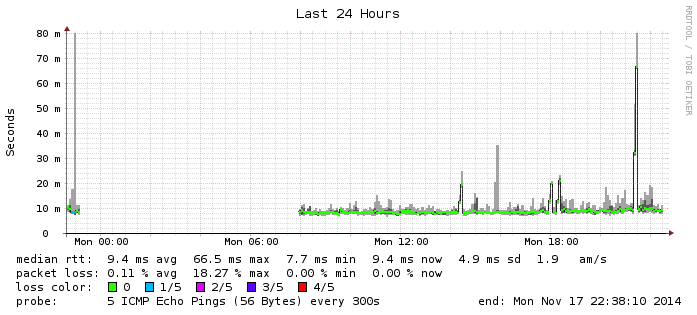 Last 24 Hours
RRDTOOL / TOBI OETIKER
Seconds
80 m
70 m
60 m
50 m
40 m
30 m
20 m
10 m
0
Mon 00:00 Mon 06:00 Mon 12:00 Mon 18:00
median rtt: 9.4 ms avg 66.5 ms max 7.7 ms min 9.4 ms now 4.9 ms sd 1.9 am/s
packet loss: 0.11 % avg 18.27 % max 0.00 % min 0.00 % now
loss color: 0 1/5 2/5 3/5 4/5
probe: 5 ICMP Echo Pings (56 Bytes) every 300s end: Mon Nov 17 22:38:10 2014